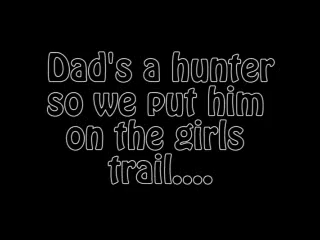 Dad's a hunter
so we put him
on the girls
trail....